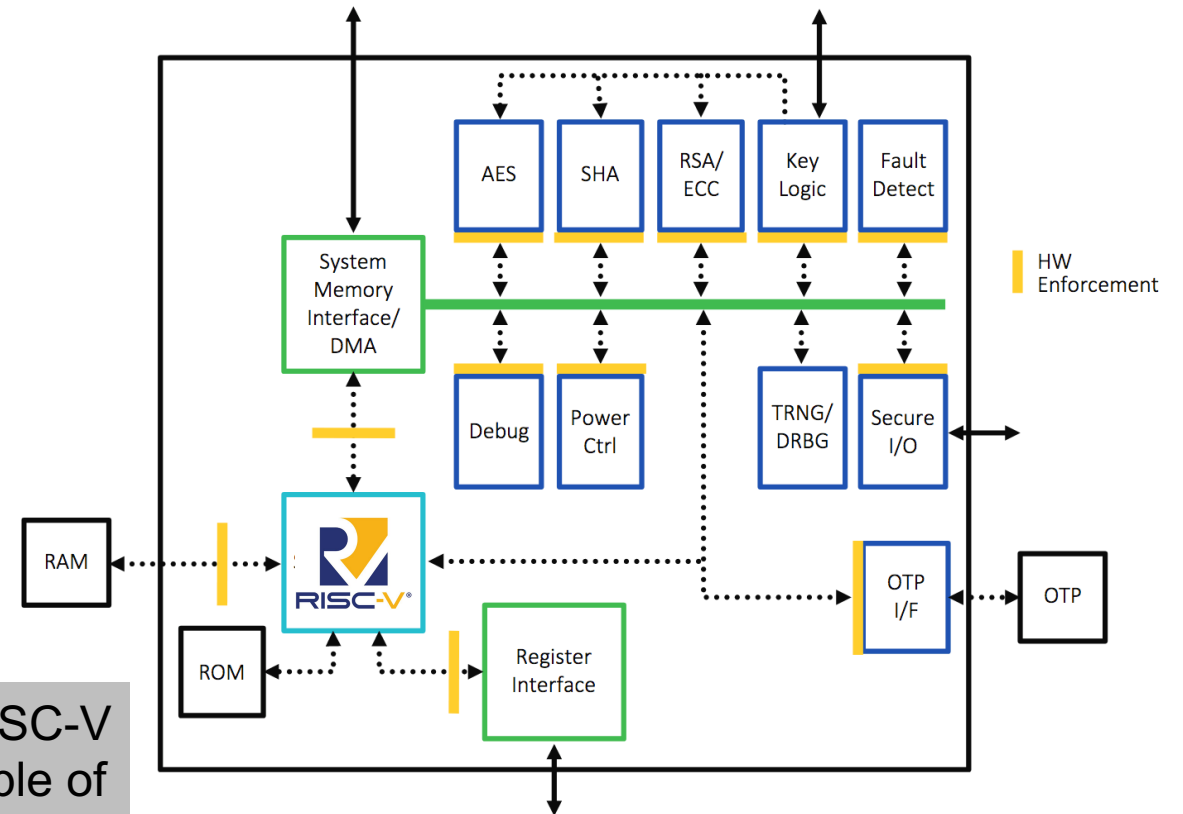 AES
SHA
RSA/
ECC
Key
Logic
Fault
Detect
System
Memory
Interface/
DMA
HW
Enforcement
Debug
Power
Ctrl
TRNG/
DRBG
Secure
I/O
RAM
RISC-V®
OTP
I/F
OTP
ROM
Register
Interface
SC-V
ole of